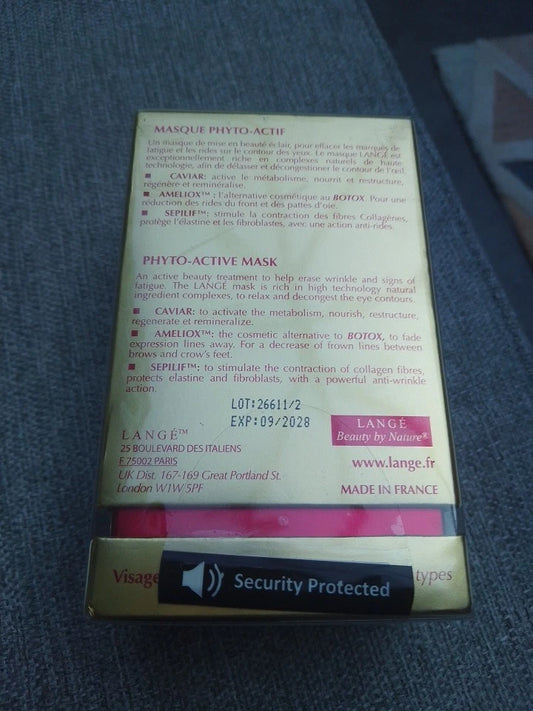 MASQUE PHYTO-ACTIF
Un masque de mise en beauté éclair, pour effacer les marques de
fatigue et les rides sur le contour des yeux. Le masque LANGÉ est
exceptionnellement riche en complexes naturels de haute
technologie, afin de délasser et décongestionner le contour de l'œil.
■ CAVIAR: active le métabolisme, nourrit et restructure,
régénère et reminéralise.
■ AMELIOX™ : l'alternative cosmétique au BOTOX. Pour une
réduction des rides du front et des pattes d'oie.
■ SEPILIF™: stimule la contraction des fibres Collagènes,
protège l'élastine et les fibroblastes, avec une action anti-rides.
PHYTO-ACTIVE MASK
An active beauty treatment to help erase wrinkle and signs of
fatigue. The LANGÉ mask is rich in high technology natural
ingredient complexes, to relax and decongest the eye contours.
■ CAVIAR: to activate the metabolism, nourish, restructure,
regenerate et remineralize.
■ AMELIOX™: the cosmetic alternative to BOTOX, to fade
expression lines away. For a decrease of frown lines between
brows and crow's feet.
■ SEPILIF™: to stimulate the contraction of collagen fibres,
protects elastine and fibroblasts, with a powerful anti-wrinkle
action.
LOT:26611/2
EXP:09/2028
LANGÉ™
25 BOULEVARD DES ITALIENS
F.75002 PARIS
UK Dist. 167-169 Great Portland St.
London W1W 5PF
LANGÉ
Beauty by Nature®
www.lange.fr
MADE IN FRANCE
Visage
types
Security Protected